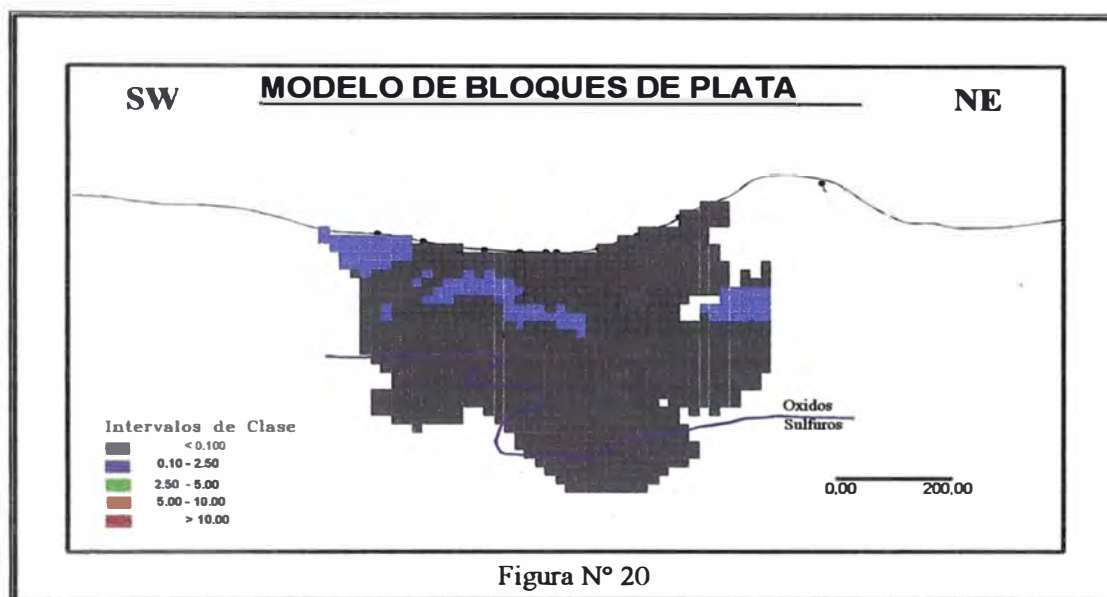 MODELO DE BLOQUES DE PLATA
SW
NE
Oxidos
Sulfuros
Intervalos de Clase
< 0.100
0.10 - 2.50
2.50 - 5.00
5.00 - 10.00
> 10.00
0,00 200,00
Figura Nº 20